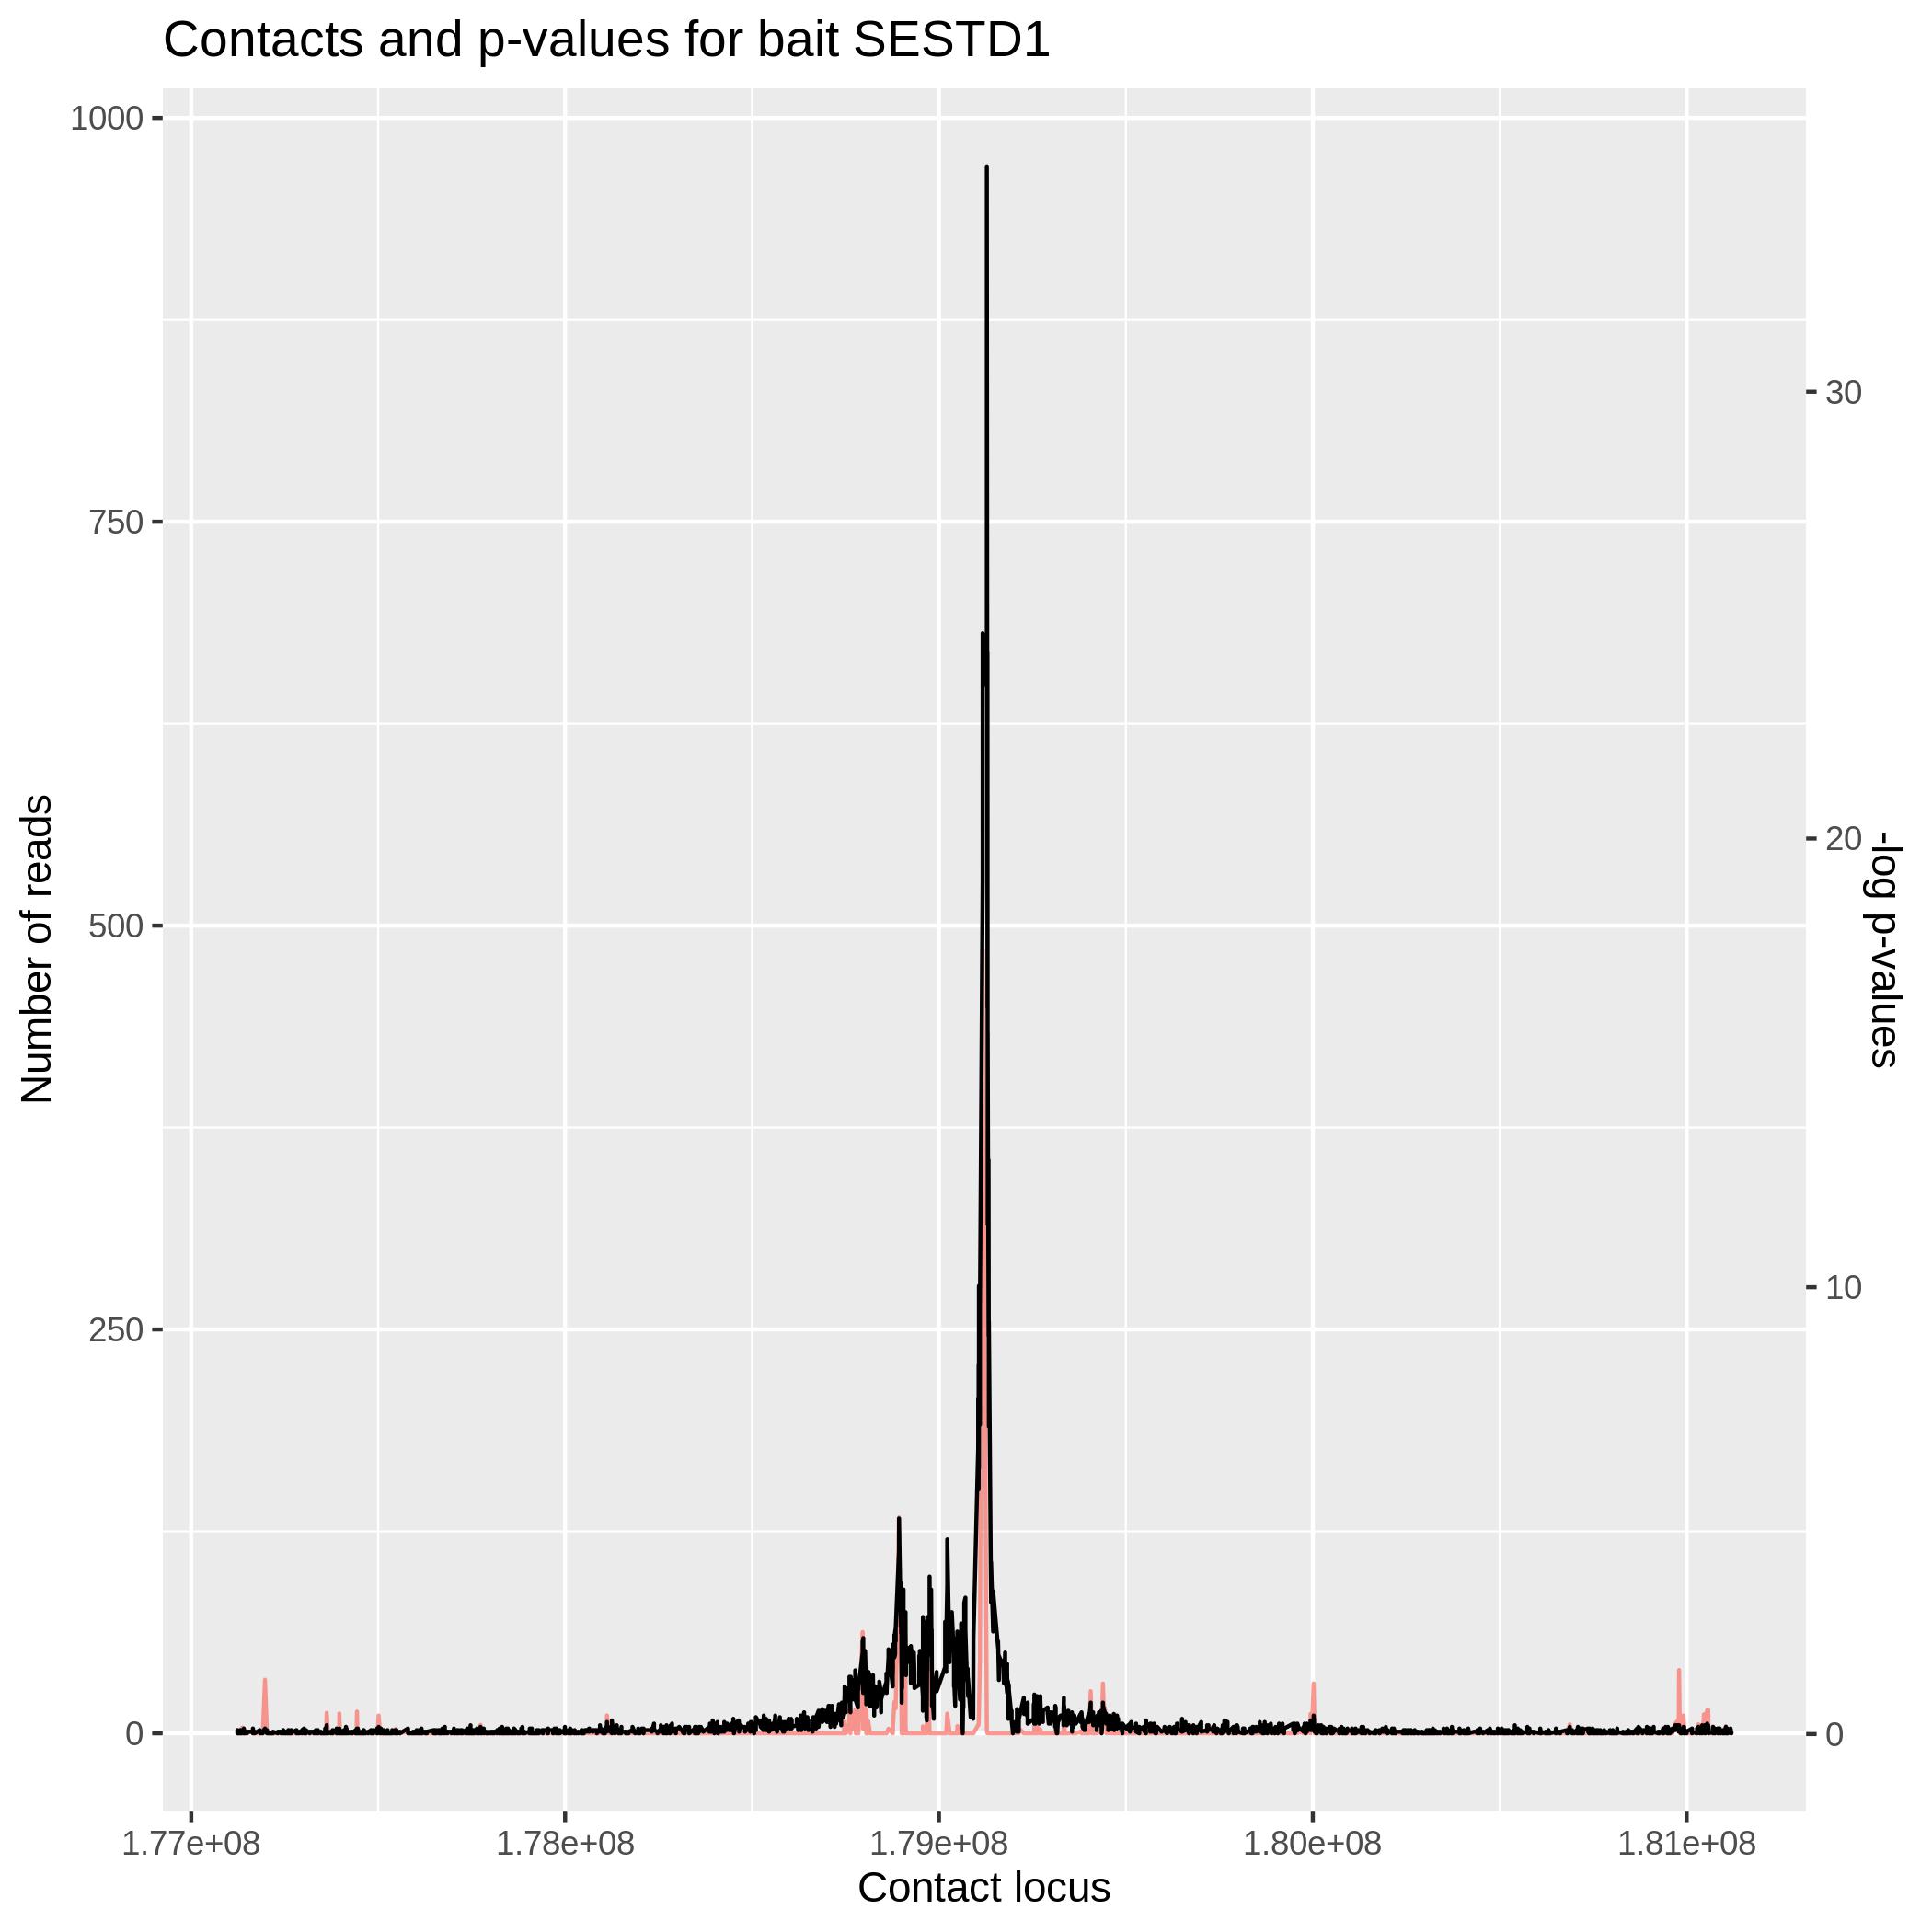 Contacts and p-values for bait SESTD1
1000
750
500
250
0
Number of reads
30
20
10
0
-log p-values
1.77e+08
1.78e+08
1.79e+08
1.80e+08
1.81e+08
Contact locus